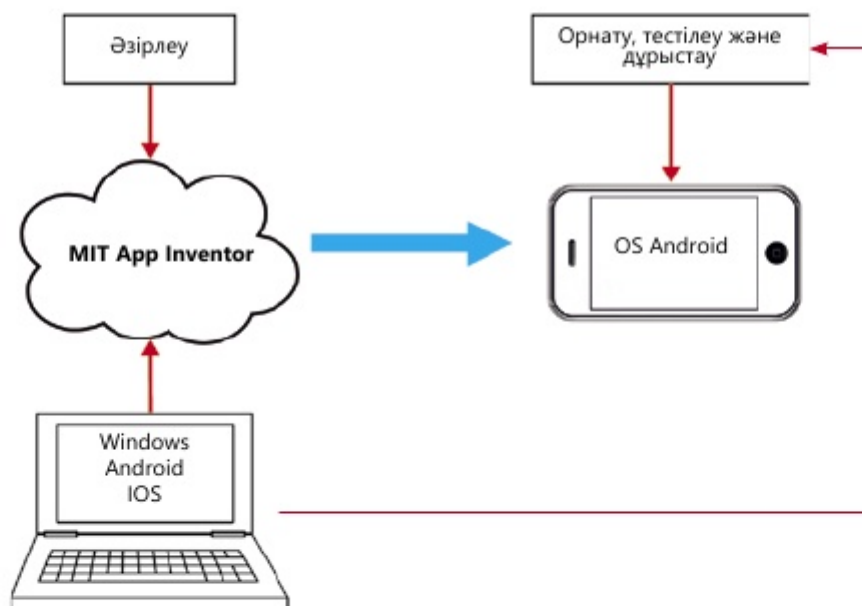 Әзірлеу
Орнату, тестілеу және
дұрыстау
MIT App Inventor
OS Android
Windows
Android
IOS